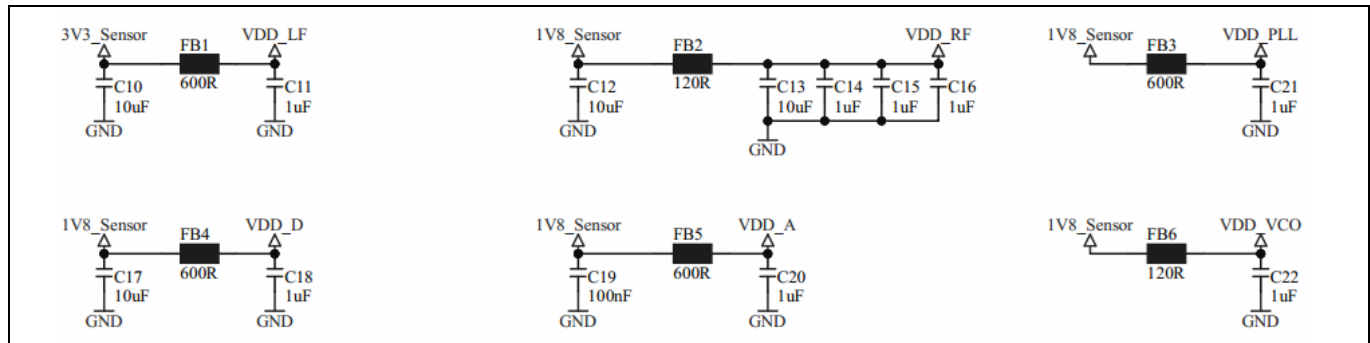 3V3_Sensor FB1 VDD_LF
600R
C10 10uF
C11 1uF
GND GND
1V8_Sensor FB2 VDD_RF
120R
C12 10uF
C13 10uF
C14 1uF
C15 1uF
C16 1uF
GND GND
1V8_Sensor FB3 VDD_PLL
600R
C21 1uF
GND
1V8_Sensor FB4 VDD_D
600R
C17 10uF
C18 1uF
GND GND
1V8_Sensor FB5 VDD_A
600R
C19 100nF
C20 1uF
GND GND
1V8_Sensor FB6 VDD_VCO
120R
C22 1uF
GND